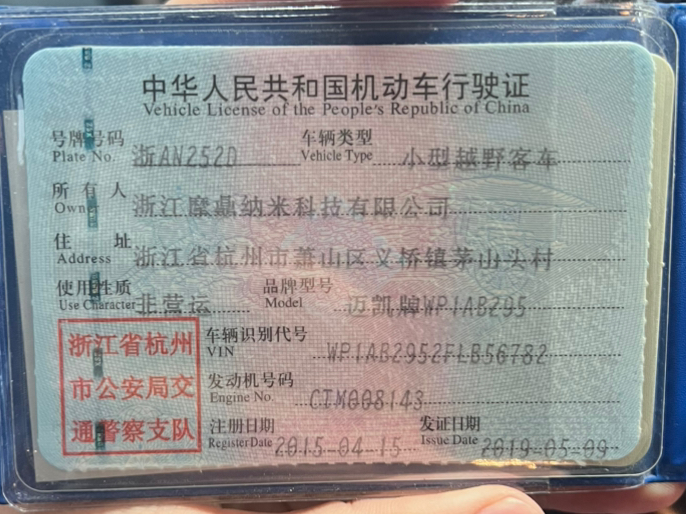 中华人民共和国机动车行驶证
Vehicle License of the People's Republic of China
号牌号码 浙AN252D 车辆类型 小型越野客车
Plate No. Vehicle Type
所有人 浙江摩鼎纳米科技有限公司
Owner
住址 浙江省杭州市萧山区义桥镇茅山头村
Address
使用性质 非营运 品牌型号 迈凯牌WP1AB295
Use Character Model
浙江省杭州
市公安局交
通警察支队
车辆识别代号 WP1AB2952FLB56782
VIN
发动机号码 CTM008143
Engine No.
注册日期 2015-04-15 发证日期 2019-05-09
Register Date Issue Date